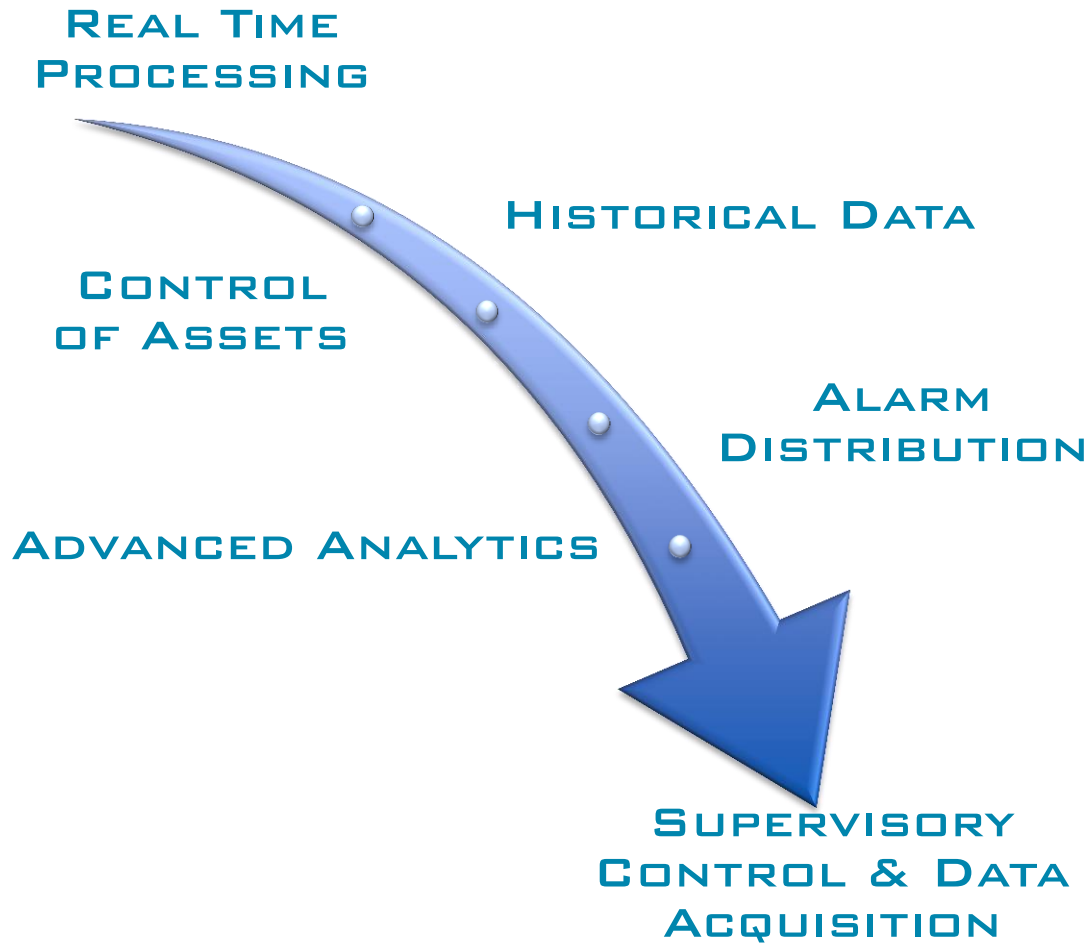 Real Time
Processing
Historical Data
Control
of Assets
Alarm
Distribution
Advanced Analytics
Supervisory
Control & Data
Acquisition